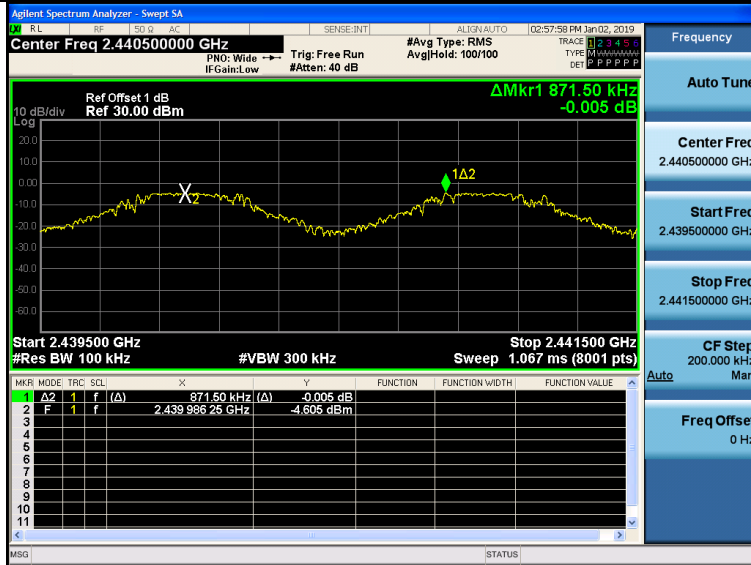 Agilent Spectrum Analyzer - Swept SA
LXI RL RF 50 Ω AC SENSE:INT ALIGN AUTO 02:57:58 PM Jan 02, 2019
Center Freq 2.440500000 GHz
PNO: Wide
IFGain:Low
Trig: Free Run
#Atten: 40 dB
#Avg Type: RMS
Avg|Hold: 100/100
TRACE 1 2 3 4 5 6
TYPE M W W W W W
DET P P P P P P
Ref Offset 1 dB
10 dB/div Ref 30.00 dBm
Log
ΔMkr1 871.50 kHz
-0.005 dB
20.0
10.0
0.00
-10.0
-20.0
-30.0
-40.0
-50.0
-60.0
X2
1Δ2
Start 2.439500 GHz Stop 2.441500 GHz
#Res BW 100 kHz #VBW 300 kHz Sweep 1.067 ms (8001 pts)
MKR MODE TRC SCL X Y FUNCTION FUNCTION WIDTH FUNCTION VALUE
1 Δ2 1 f (Δ) 871.50 kHz (Δ) -0.005 dB
2 F 1 f 2.439 986 25 GHz -4.605 dBm
3
4
5
6
7
8
9
10
11
MSG STATUS
Frequency
Auto Tune
Center Freq
2.440500000 GHz
Start Freq
2.439500000 GHz
Stop Freq
2.441500000 GHz
CF Step
200.000 kHz
Auto Man
Freq Offset
0 Hz